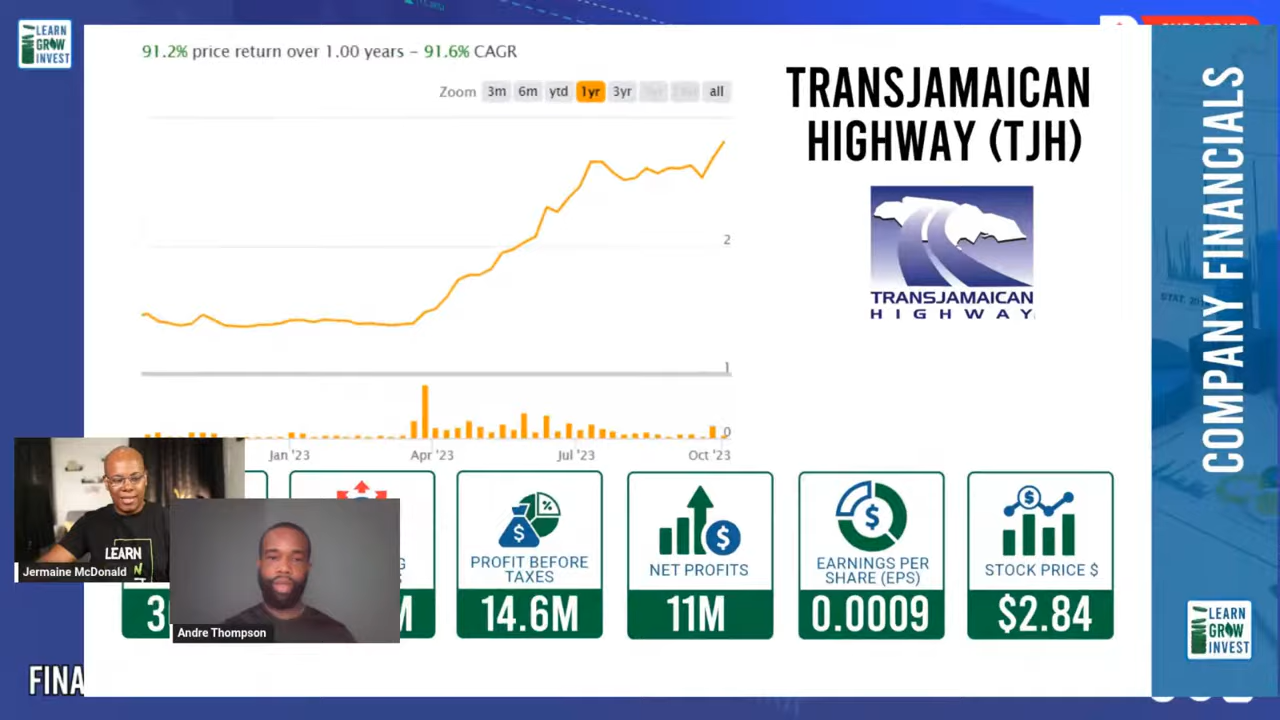 LEARN
GROW
INVEST
91.2% price return over 1.00 years – 91.6% CAGR
Zoom 3m 6m ytd 1yr 3yr all
TRANSJAMAICAN
HIGHWAY (TJH)
TRANSJAMAICAN
HIGHWAY
2
1
0
Jan '23 Apr '23 Jul '23 Oct '23
COMPANY FINANCIALS
PROFIT BEFORE
TAXES
14.6M
NET PROFITS
11M
EARNINGS PER
SHARE (EPS)
0.0009
STOCK PRICE $
$2.84
LEARN
Jermaine McDonald
Andre Thompson
3
M
FINA
LEARN
GROW
INVEST